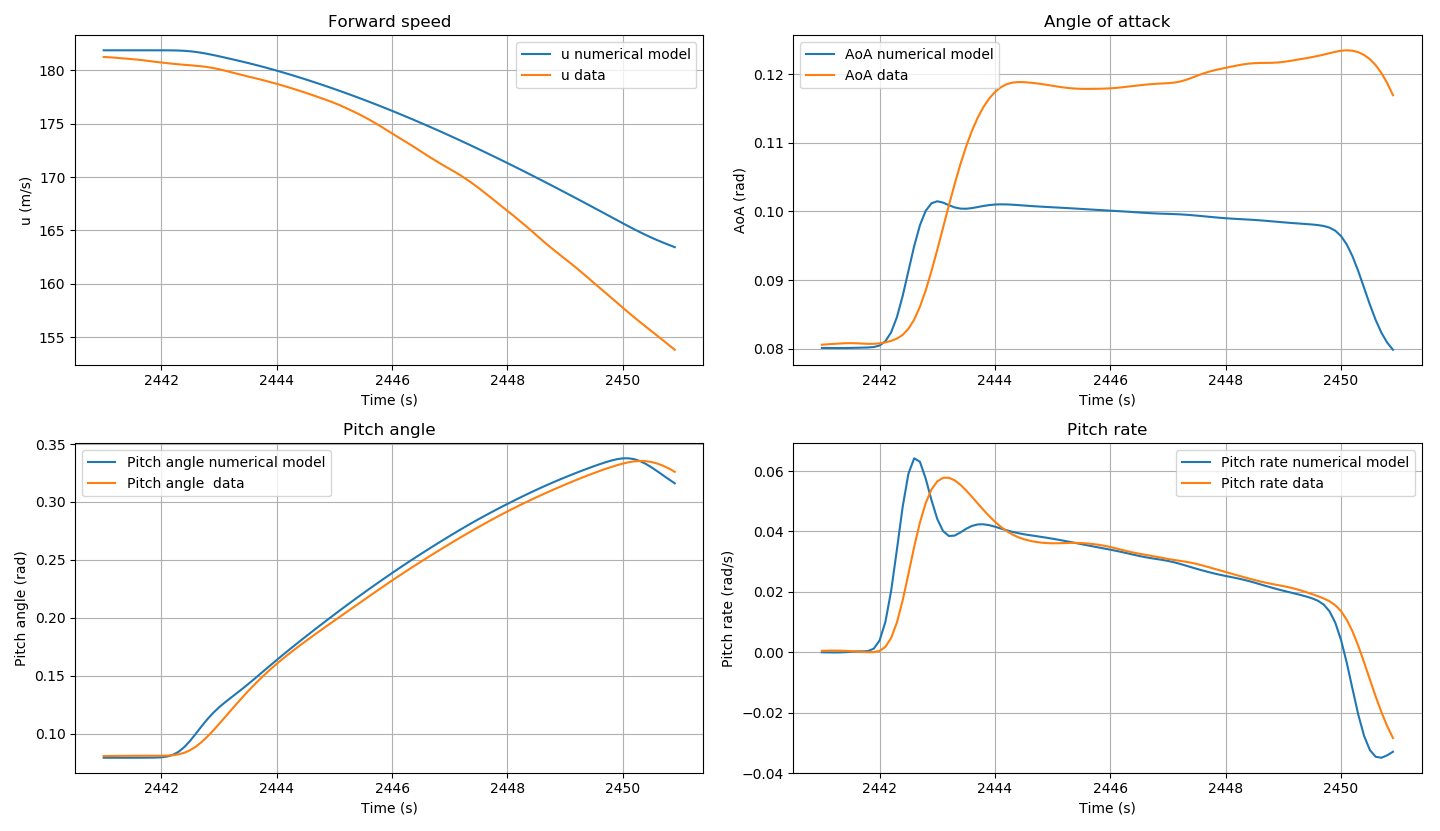 Forward speed
u numerical model
u data
u (m/s)
180
175
170
165
160
155
2442
2444
2446
2448
2450
Time (s)
Angle of attack
AoA numerical model
AoA data
AoA (rad)
0.12
0.11
0.10
0.09
0.08
2442
2444
2446
2448
2450
Time (s)
Pitch angle
Pitch angle numerical model
Pitch angle  data
Pitch angle (rad)
0.35
0.30
0.25
0.20
0.15
0.10
2442
2444
2446
2448
2450
Time (s)
Pitch rate
Pitch rate numerical model
Pitch rate data
Pitch rate (rad/s)
0.06
0.04
0.02
0.00
−0.02
−0.04
2442
2444
2446
2448
2450
Time (s)